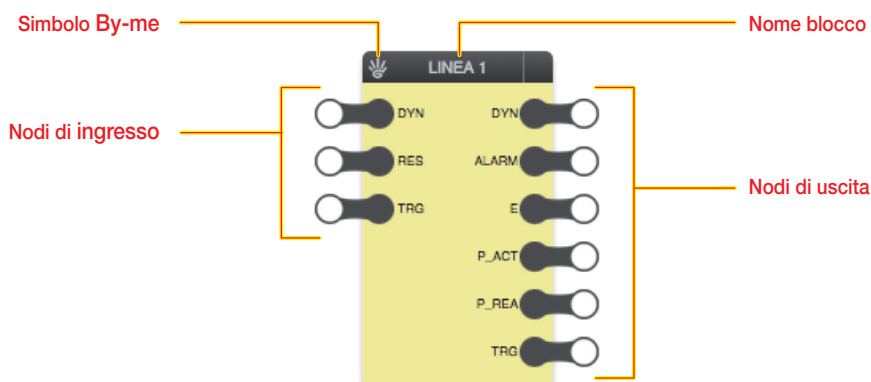 Simbolo By-me
Nome blocco
LINEA 1
Nodi di ingresso
DYN
RES
TRG
DYN
ALARM
E
P_ACT
P_REA
TRG
Nodi di uscita